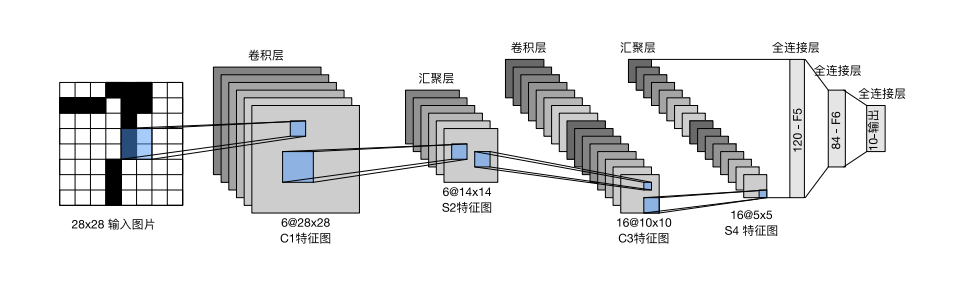 卷积层
汇聚层
卷积层
汇聚层
全连接层
全连接层
全连接层
28x28 输入图片
6@28x28
C1特征图
6@14x14
S2特征图
16@10x10
C3特征图
16@5x5
S4 特征图
120 - F5
84 - F6
10-输出